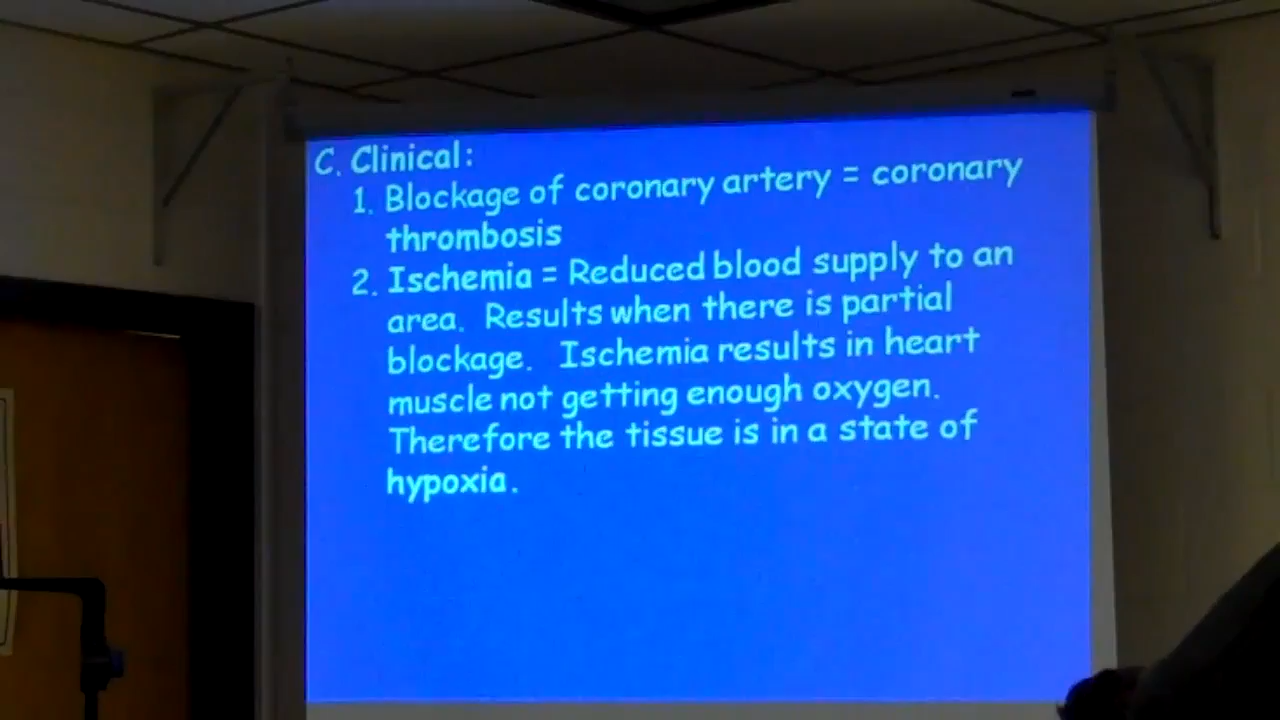 C. Clinical:
1. Blockage of coronary artery = coronary
thrombosis
2. Ischemia = Reduced blood supply to an
area. Results when there is partial
blockage. Ischemia results in heart
muscle not getting enough oxygen.
Therefore the tissue is in a state of
hypoxia.